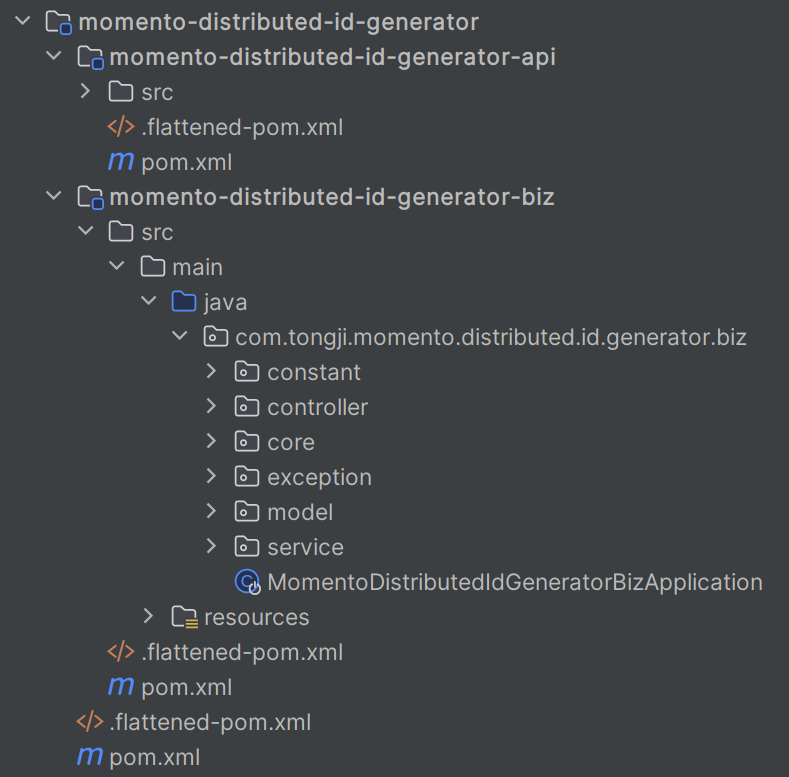 momento-distributed-id-generator
momento-distributed-id-generator-api
src
.flattened-pom.xml
pom.xml
momento-distributed-id-generator-biz
src
main
java
com.tongji.momento.distributed.id.generator.biz
constant
controller
core
exception
model
service
MomentoDistributedIdGeneratorBizApplication
resources
.flattened-pom.xml
pom.xml
.flattened-pom.xml
pom.xml